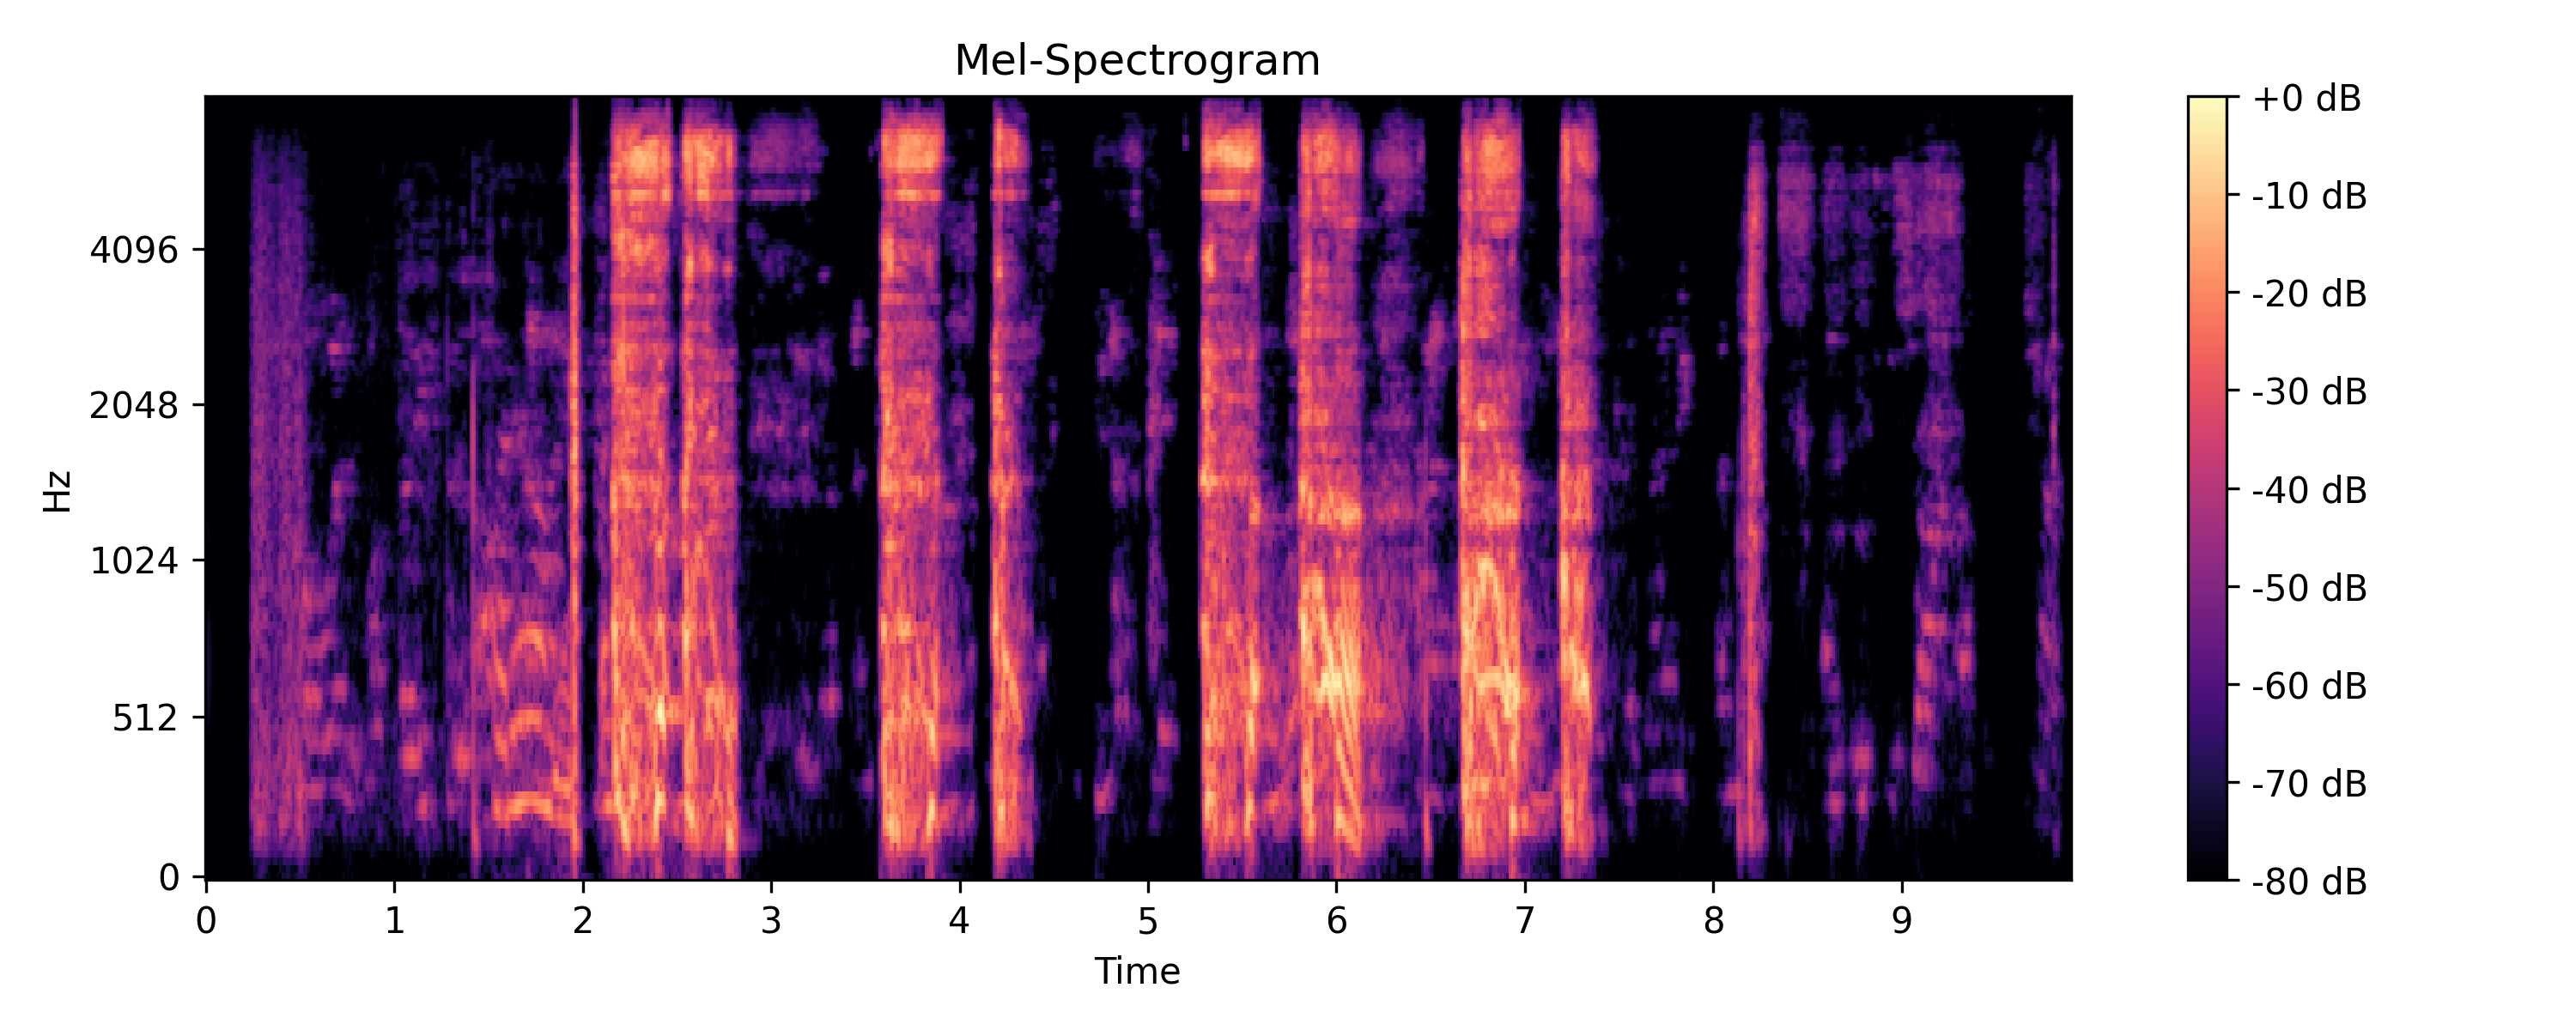 Mel-Spectrogram
+0 dB
-10 dB
-20 dB
-30 dB
-40 dB
-50 dB
-60 dB
-70 dB
-80 dB
4096
2048
1024
512
0
Hz
0 1 2 3 4 5 6 7 8 9
Time